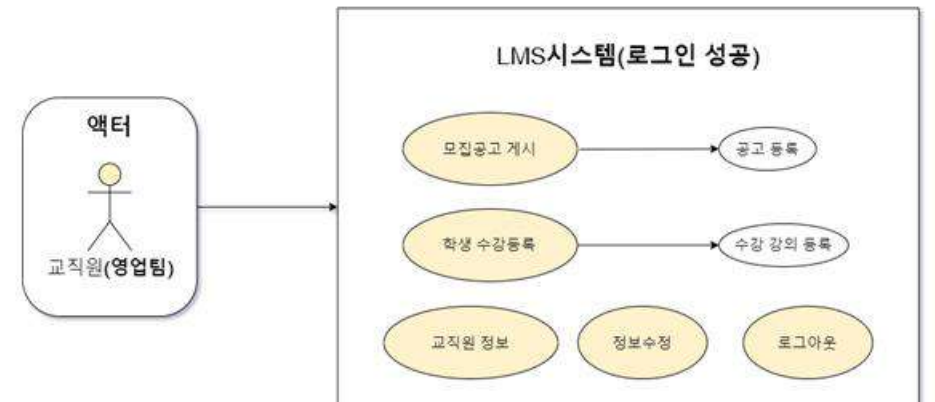 LMS시스템(로그인 성공)
액터
교직원(영업팀)
모집공고 게시
공고 등록
학생 수강등록
수강 강의 등록
교직원 정보
정보수정
로그아웃